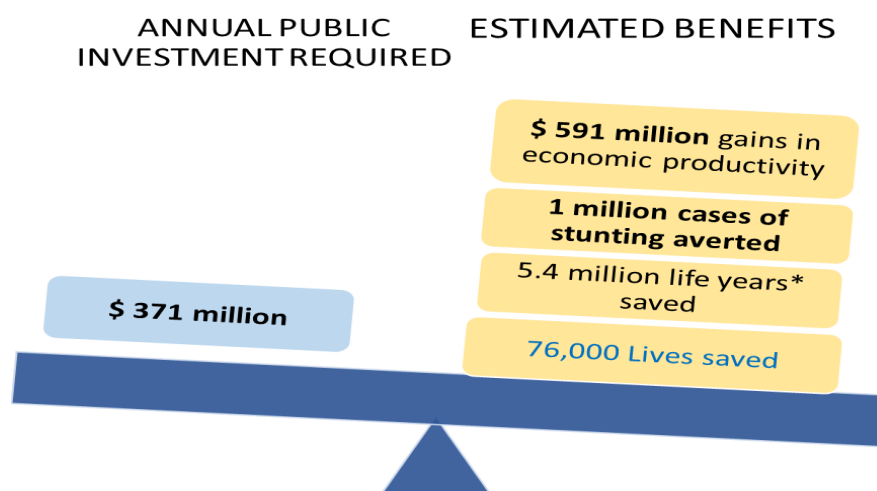 ANNUAL PUBLIC
INVESTMENT REQUIRED
$ 371 million
ESTIMATED BENEFITS
$ 591 million gains in
economic productivity
1 million cases of
stunting averted
5.4 million life years*
saved
76,000 Lives saved